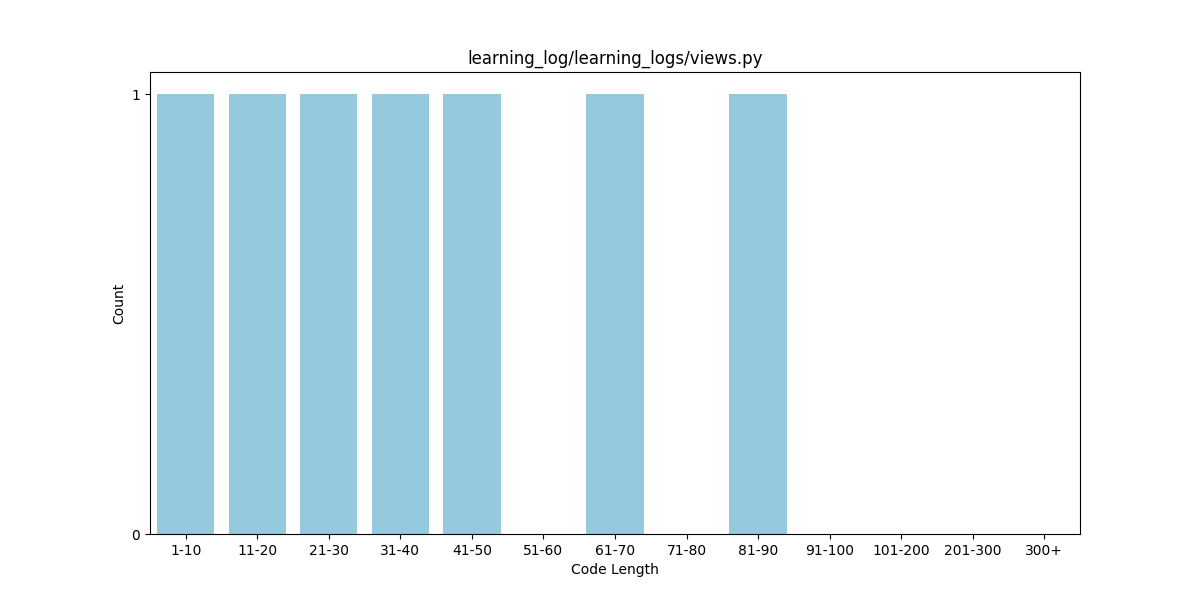 learning_log/learning_logs/views.py
1
Count
0
1-10 11-20 21-30 31-40 41-50 51-60 61-70 71-80 81-90 91-100 101-200 201-300 300+
Code Length